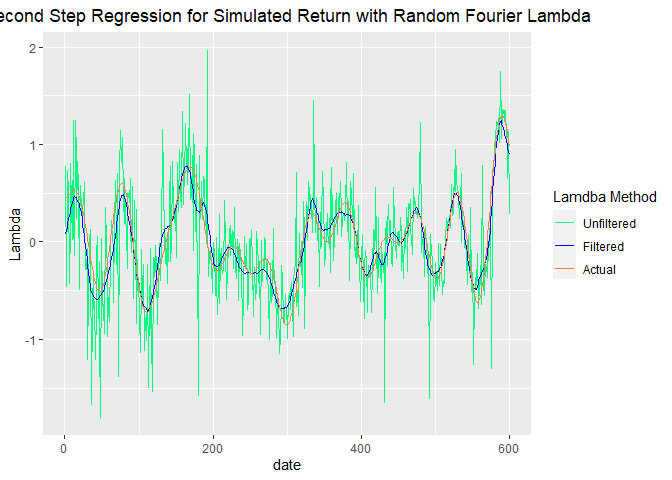 econd Step Regression for Simulated Return with Random Fourier Lambda
2
1
0
-1
Lambda
0
200
400
600
date
Lamdba Method
Unfiltered
Filtered
Actual